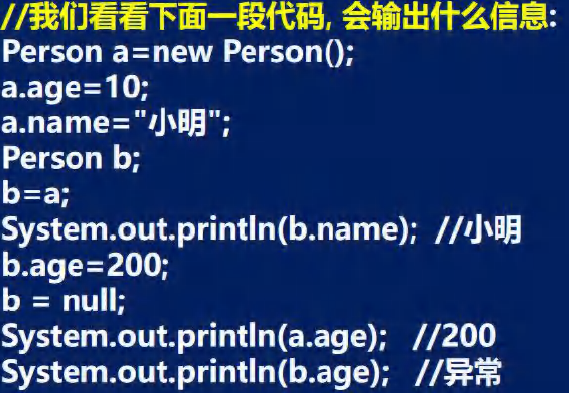 //我们看看下面一段代码, 会输出什么信息:
Person a=new Person();
a.age=10;
a.name="小明";
Person b;
b=a;
System.out.println(b.name); //小明
b.age=200;
b = null;
System.out.println(a.age); //200
System.out.println(b.age); //异常